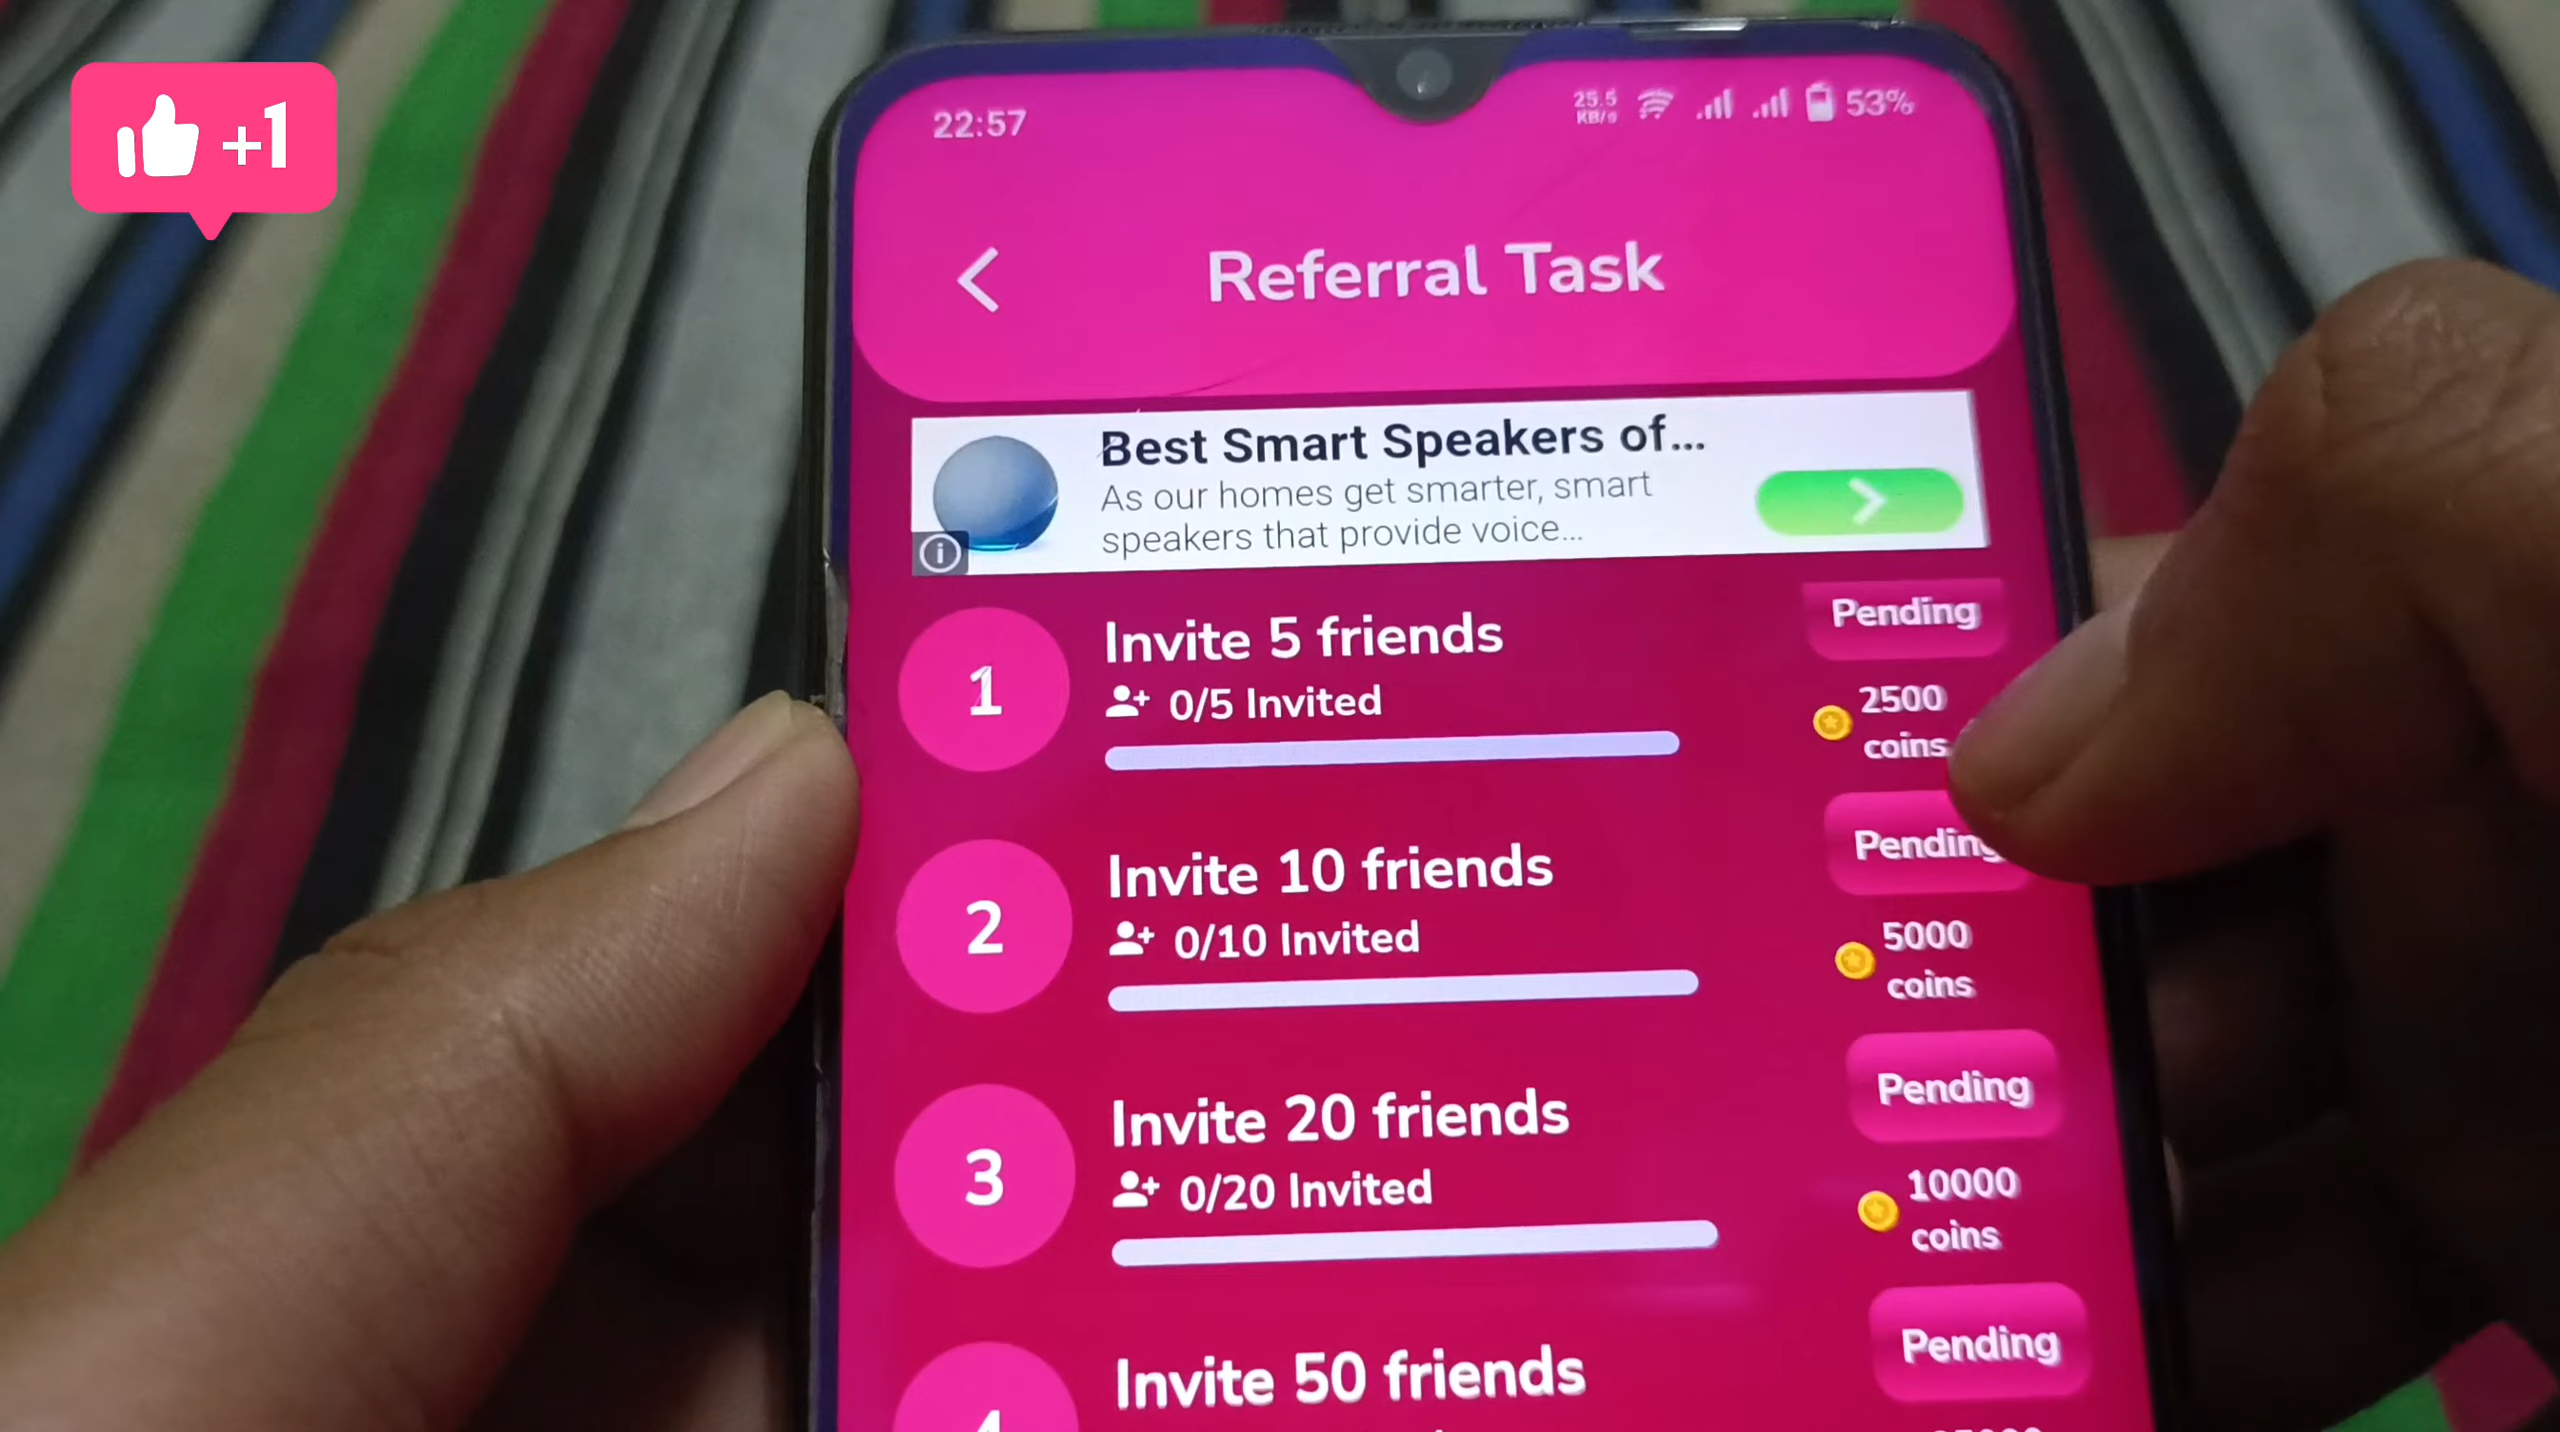 +1
22:57
25.5
KB/s
53%
Referral Task
Best Smart Speakers of...
As our homes get smarter, smart
speakers that provide voice...
1
Invite 5 friends
0/5 Invited
Pending
2500
coins
2
Invite 10 friends
0/10 Invited
Pending
5000
coins
3
Invite 20 friends
0/20 Invited
Pending
10000
coins
4
Invite 50 friends
Pending